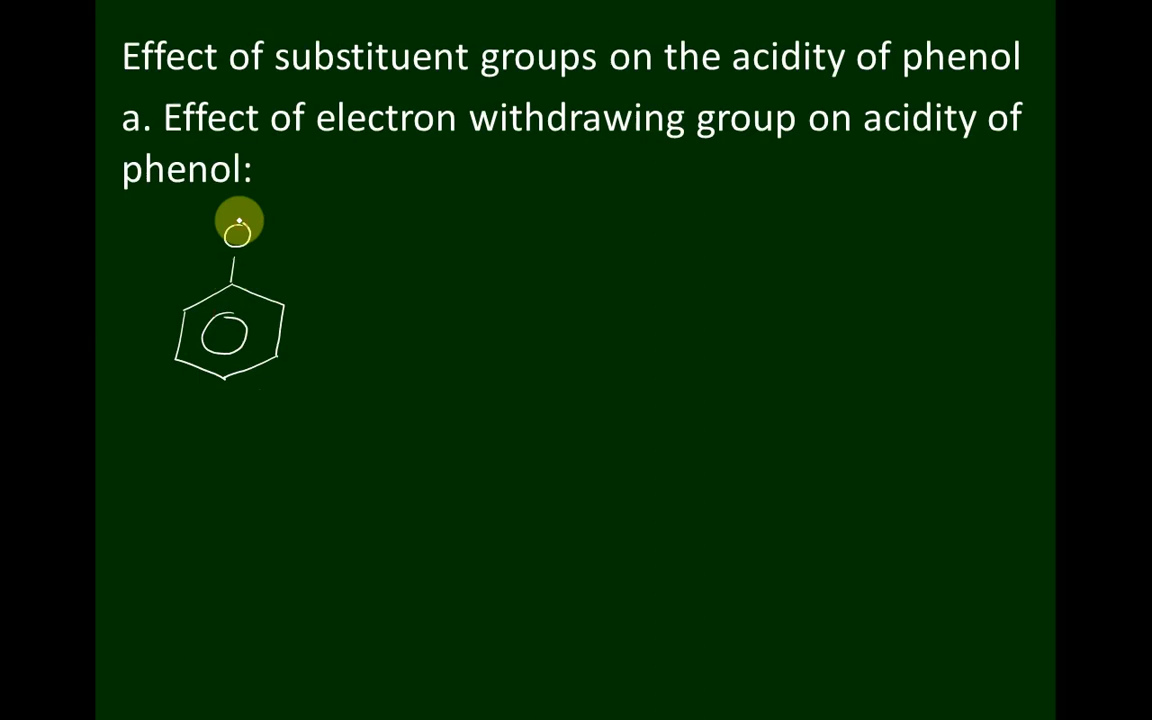 Effect of substituent groups on the acidity of phenol
a. Effect of electron withdrawing group on acidity of
phenol:
O